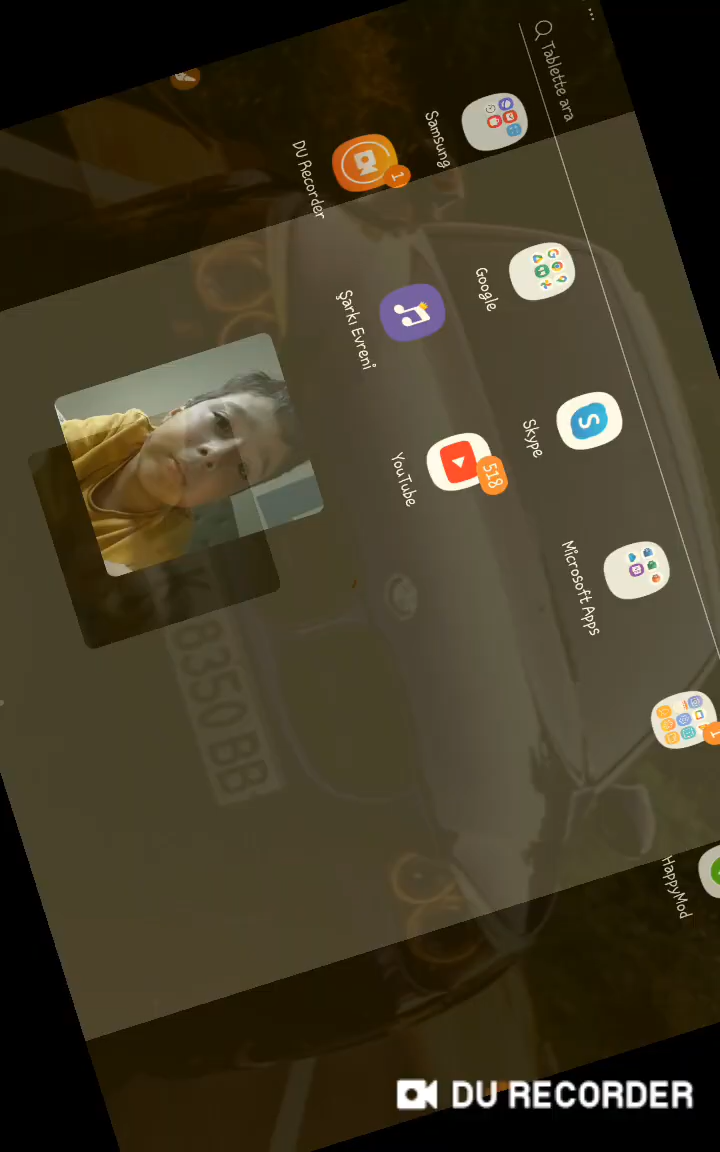 Tablette ara
Samsung
Google
Skype
Microsoft Apps
HappyMod
DU Recorder
1
Şarkı Evreni
YouTube
518
1
8350 BB
DU RECORDER